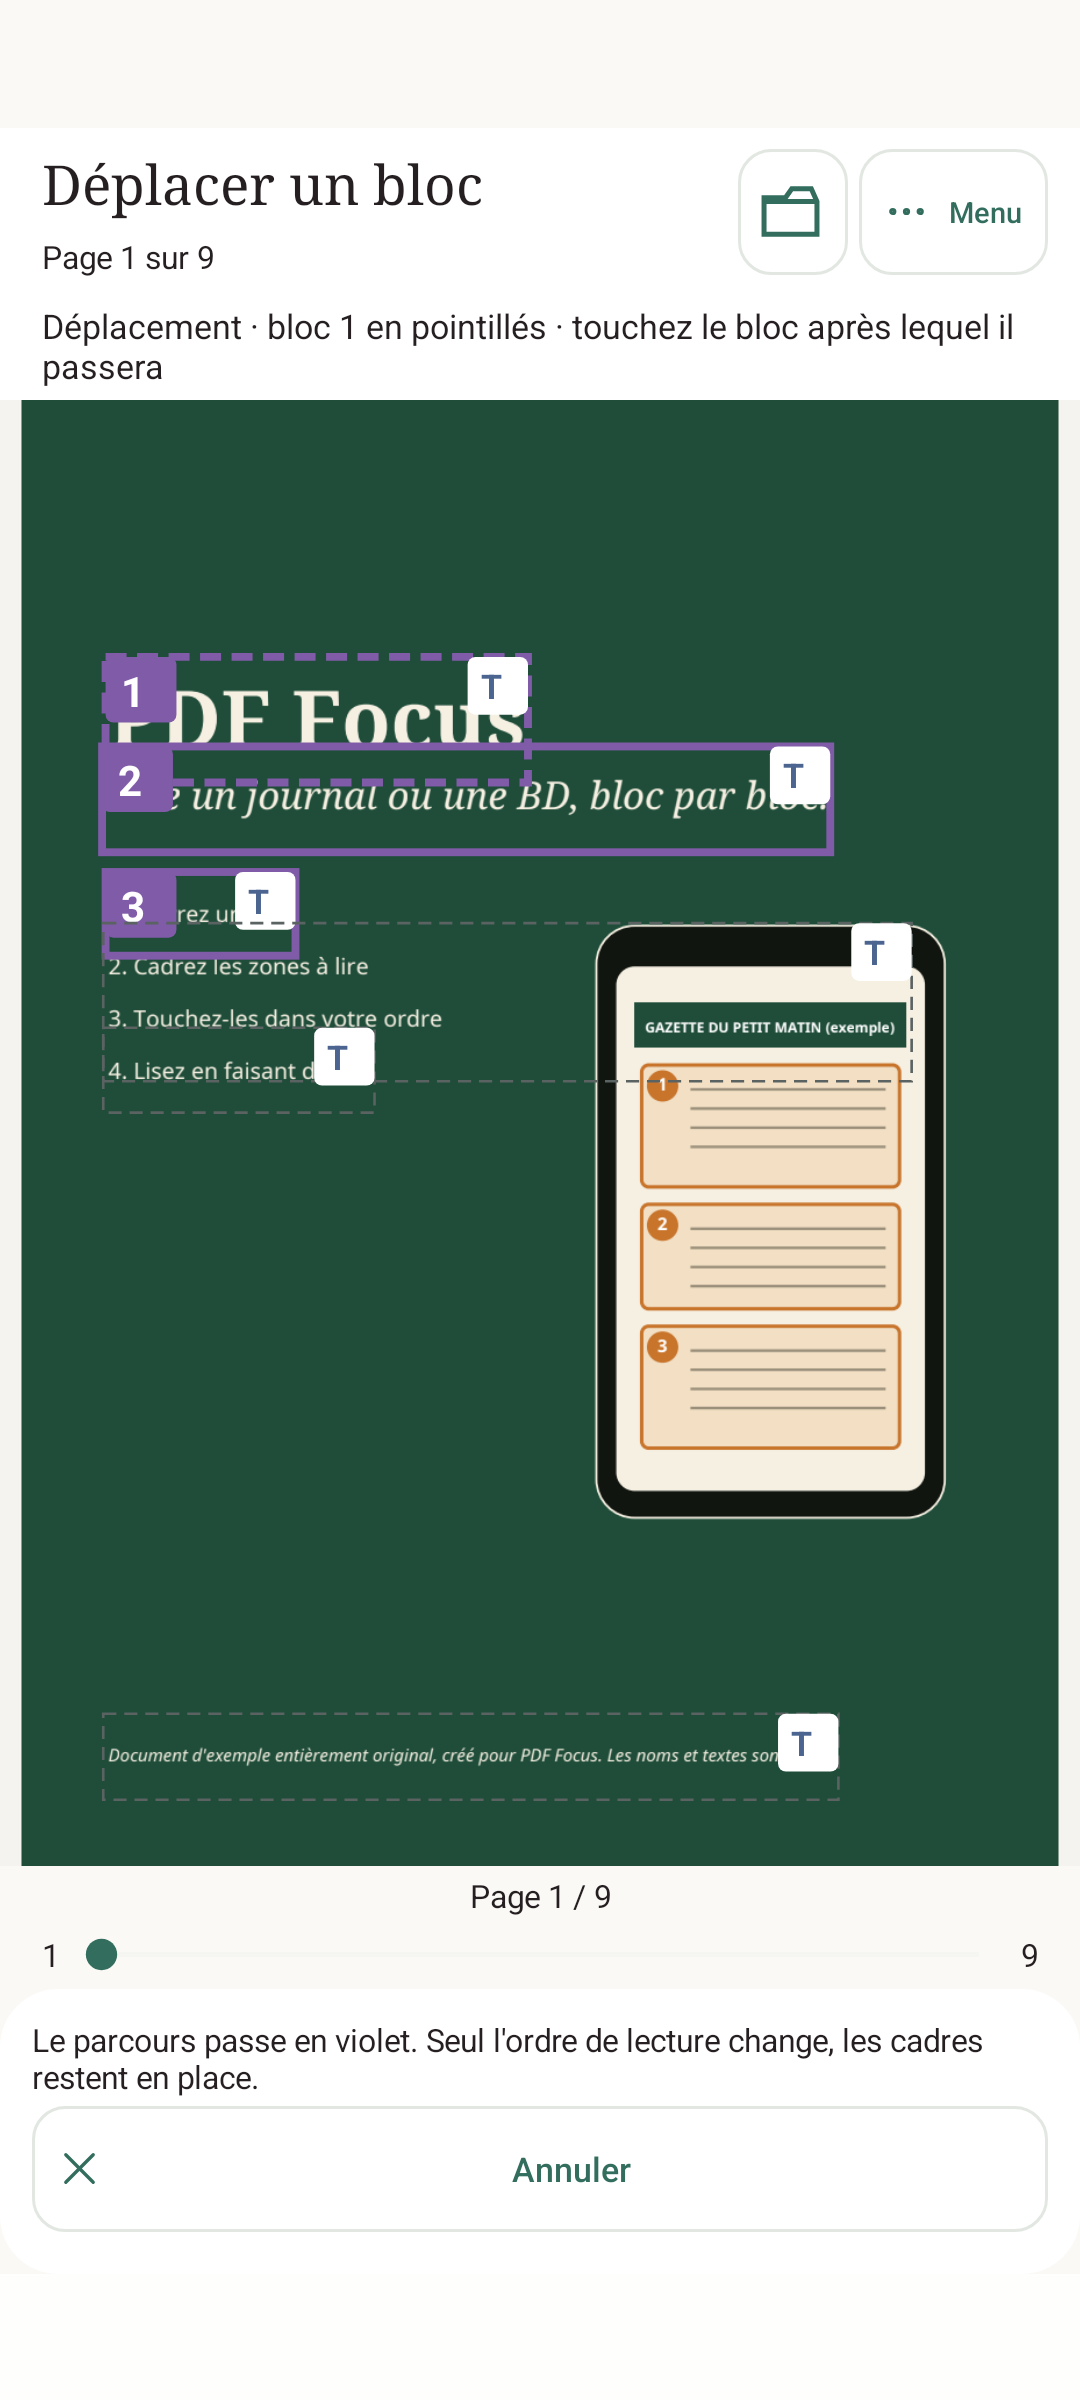 Déplacer un bloc
Menu
Page 1 sur 9
Déplacement · bloc 1 en pointillés · touchez le bloc après lequel il
passera
1
T
PDF Focus
2
T
un journal ou une BD, bloc par bloc.
3
T
T
2. Cadrez les zones à lire
3. Touchez-les dans votre ordre
GAZETTE DU PETIT MATIN (exemple)
4. Lisez en faisant
T
1
2
3
Document d'exemple entièrement original, créé pour PDF Focus. Les noms et textes
T
Page 1 / 9
1
9
Le parcours passe en violet. Seul l'ordre de lecture change, les cadres
restent en place.
Annuler